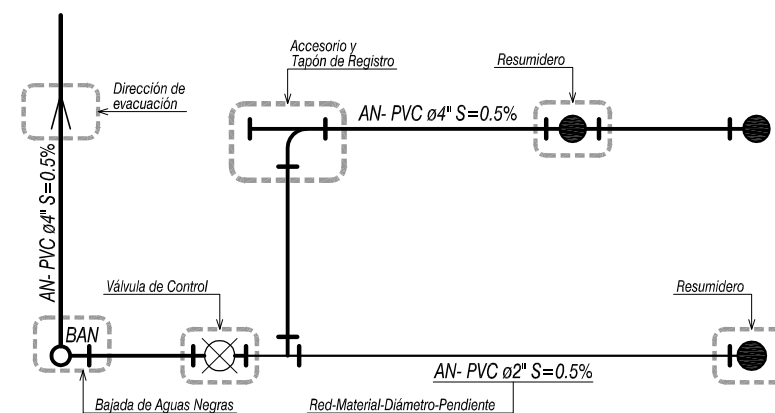 Accesorio y
Tapón de Registro
Resumidero
Dirección de
evacuación
AN- PVC ø4" S=0.5%
AN- PVC ø4" S=0.5%
Válvula de Control
Resumidero
BAN
AN- PVC ø2" S=0.5%
Bajada de Aguas Negras
Red-Material-Diámetro-Pendiente